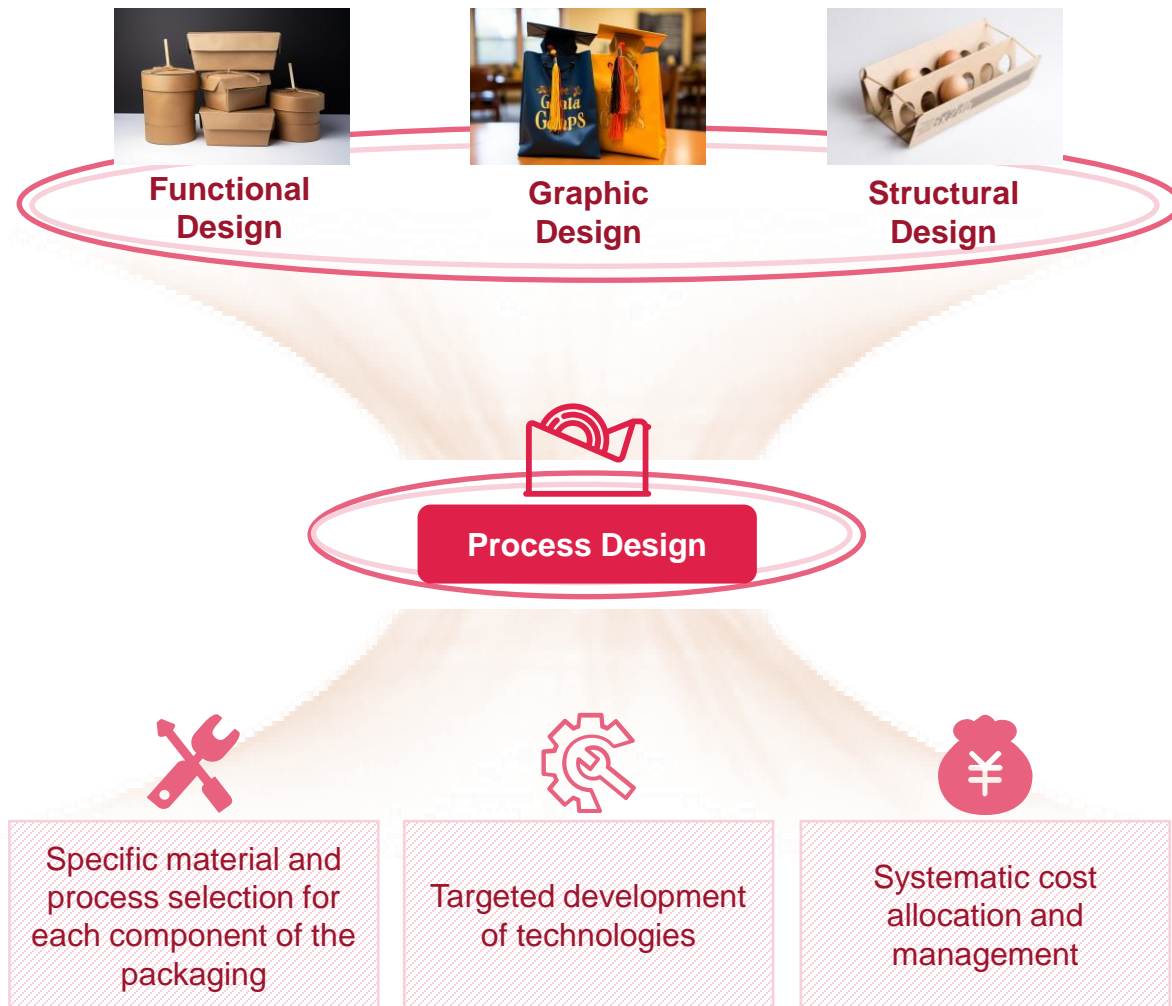 Functional
Design
Graphic
Design
Structural
Design
Process Design
¥
Specific material and
process selection for
each component of the
packaging
Targeted development
of technologies
Systematic cost
allocation and
management